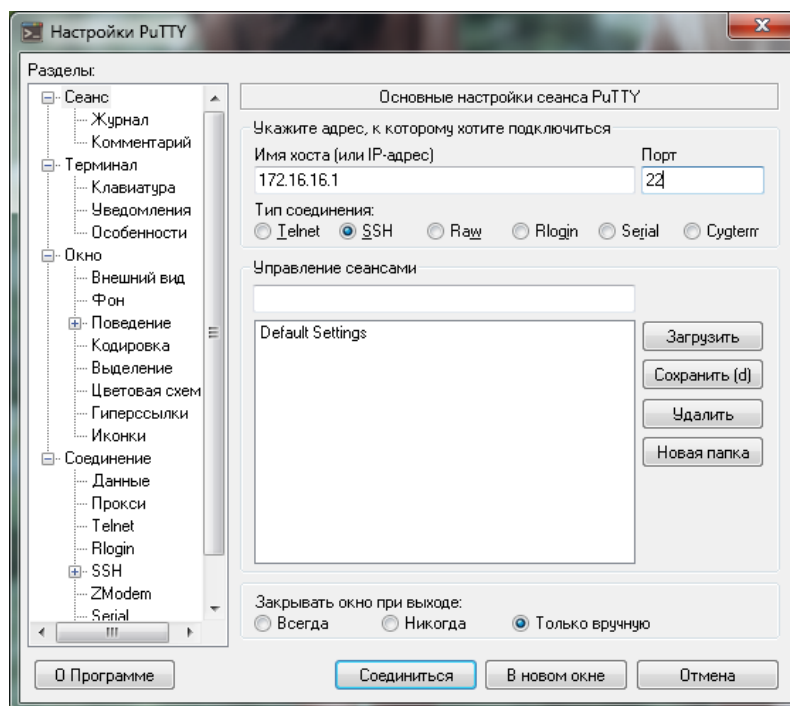 Настройки PuTTY
Разделы:
Сеанс
Журнал
Комментарий
Терминал
Клавиатура
Уведомления
Особенности
Окно
Внешний вид
Фон
Поведение
Кодировка
Выделение
Цветовая схем
Гиперссылки
Иконки
Соединение
Данные
Прокси
Telnet
Rlogin
SSH
ZModem
Serial
Основные настройки сеанса PuTTY
Укажите адрес, к которому хотите подключиться
Имя хоста (или IP-адрес) Порт
172.16.16.1 22
Тип соединения:
Telnet SSH Raw Rlogin Serial Cygterm
Управление сеансами
Default Settings
Загрузить
Сохранить (d)
Удалить
Новая папка
Закрывать окно при выходе:
Всегда Никогда Только вручную
О Программе Соединиться В новом окне Отмена